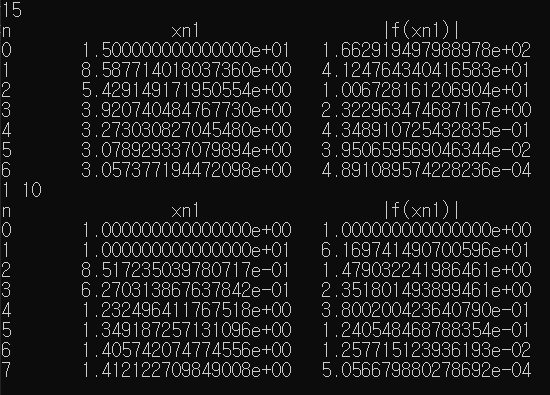 15
n xn1 |f(xn1)|
0 1.500000000000000e+01 1.662919497988978e+02
1 8.587714018037360e+00 4.124764340416583e+01
2 5.429149171950554e+00 1.006728161206904e+01
3 3.920740484767730e+00 2.322963474687167e+00
4 3.273030827045480e+00 4.348910725432835e-01
5 3.078929337079894e+00 3.950659569046344e-02
6 3.057377194472098e+00 4.891089574228236e-04
1 10
n xn1 |f(xn1)|
0 1.000000000000000e+00 1.000000000000000e+00
1 1.000000000000000e+01 6.169741490700596e+01
2 8.517235039780717e-01 1.479032241986461e+00
3 6.270313867637842e-01 2.351801493899461e+00
4 1.232496411767518e+00 3.800200423640790e-01
5 1.349187257131096e+00 1.240548468788354e-01
6 1.405742074774556e+00 1.257715123936193e-02
7 1.412122709849008e+00 5.056679880278692e-04